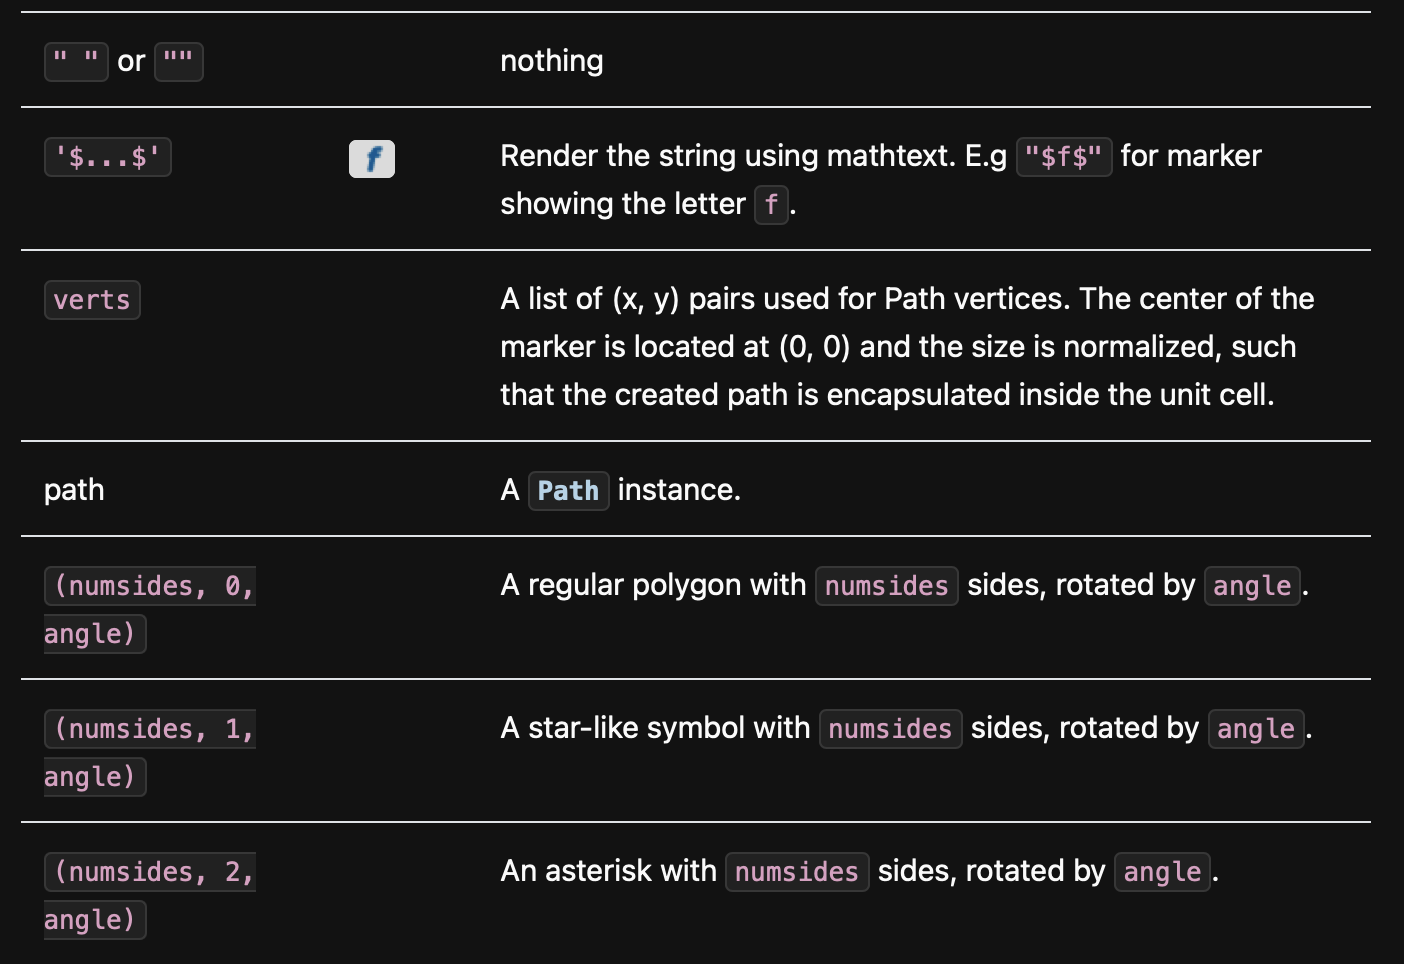 " " or "" nothing
'$...$' f Render the string using mathtext. E.g "$f$" for marker
showing the letter f.
verts A list of (x, y) pairs used for Path vertices. The center of the
marker is located at (0, 0) and the size is normalized, such
that the created path is encapsulated inside the unit cell.
path A Path instance.
(numsides, 0, A regular polygon with numsides sides, rotated by angle.
angle)
(numsides, 1, A star-like symbol with numsides sides, rotated by angle.
angle)
(numsides, 2, An asterisk with numsides sides, rotated by angle.
angle)